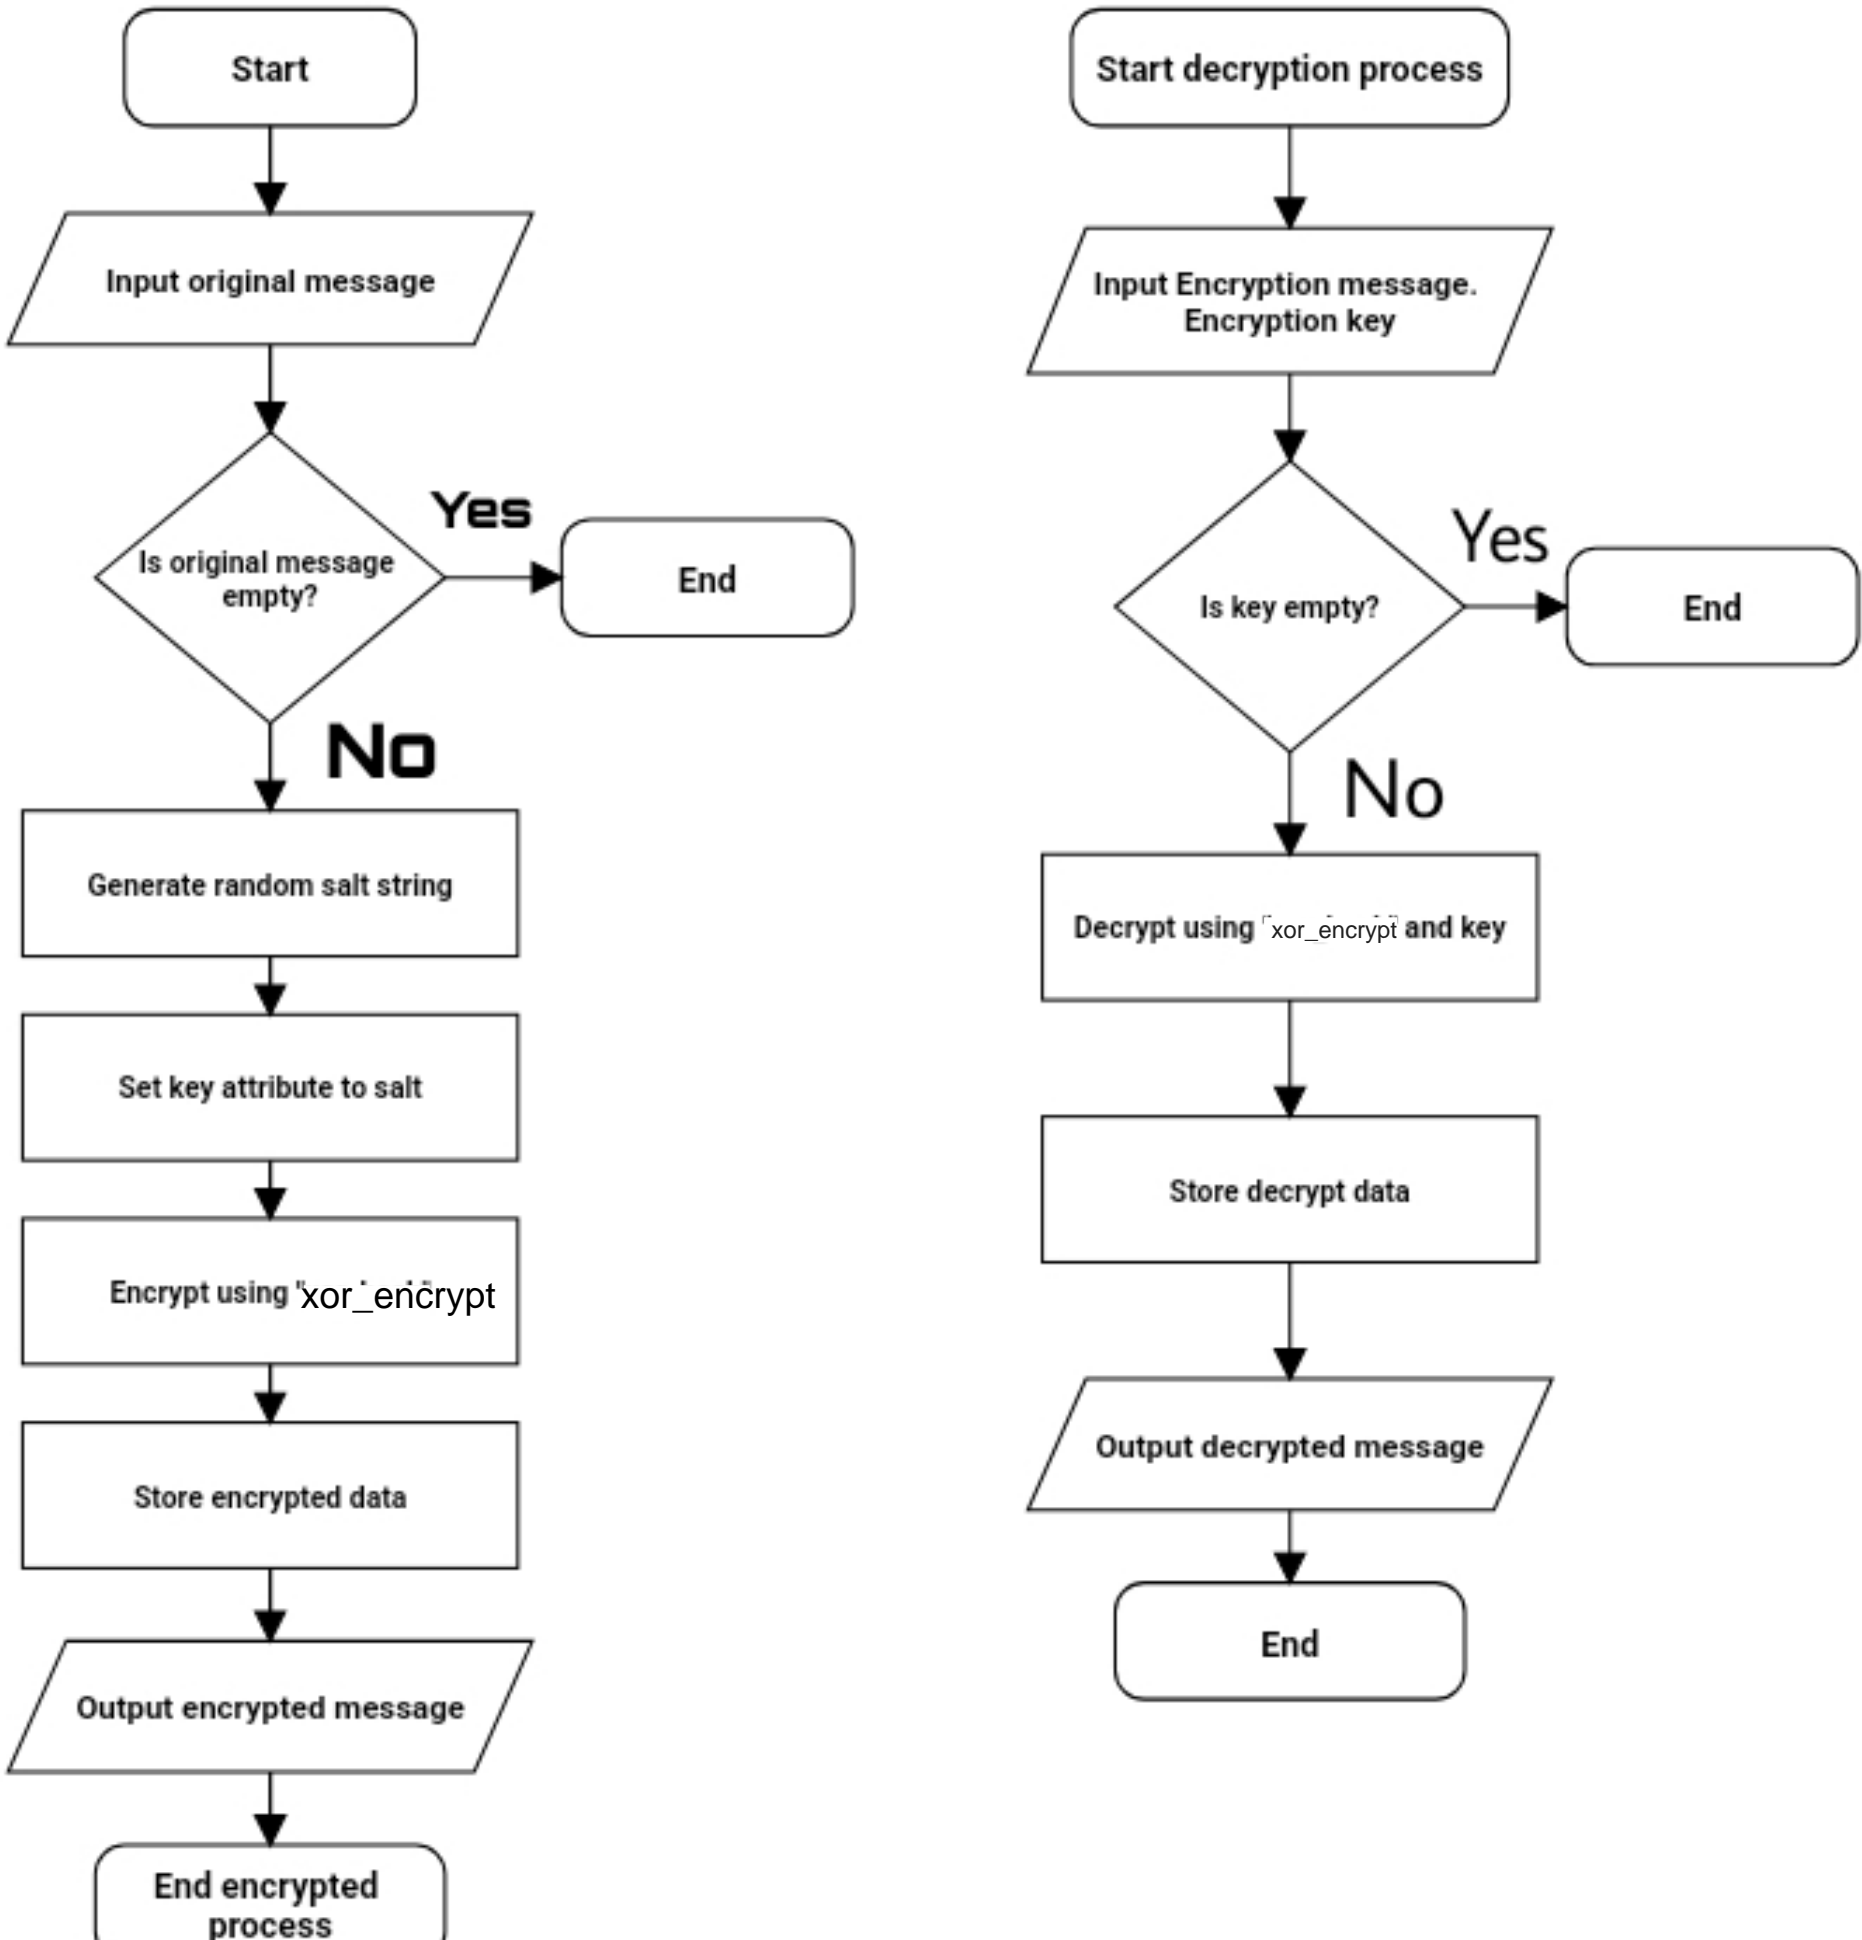 Start
Input original message
Is original message
empty?
Yes
End
No
Generate random salt string
Set key attribute to salt
Encrypt using "xor_encrypt
Store encrypted data
Output encrypted message
End encrypted
process
Start decryption process
Input Encryption message.
Encryption key
Is key empty?
Yes
End
No
Decrypt using xor_encrypt and key
Store decrypt data
Output decrypted message
End